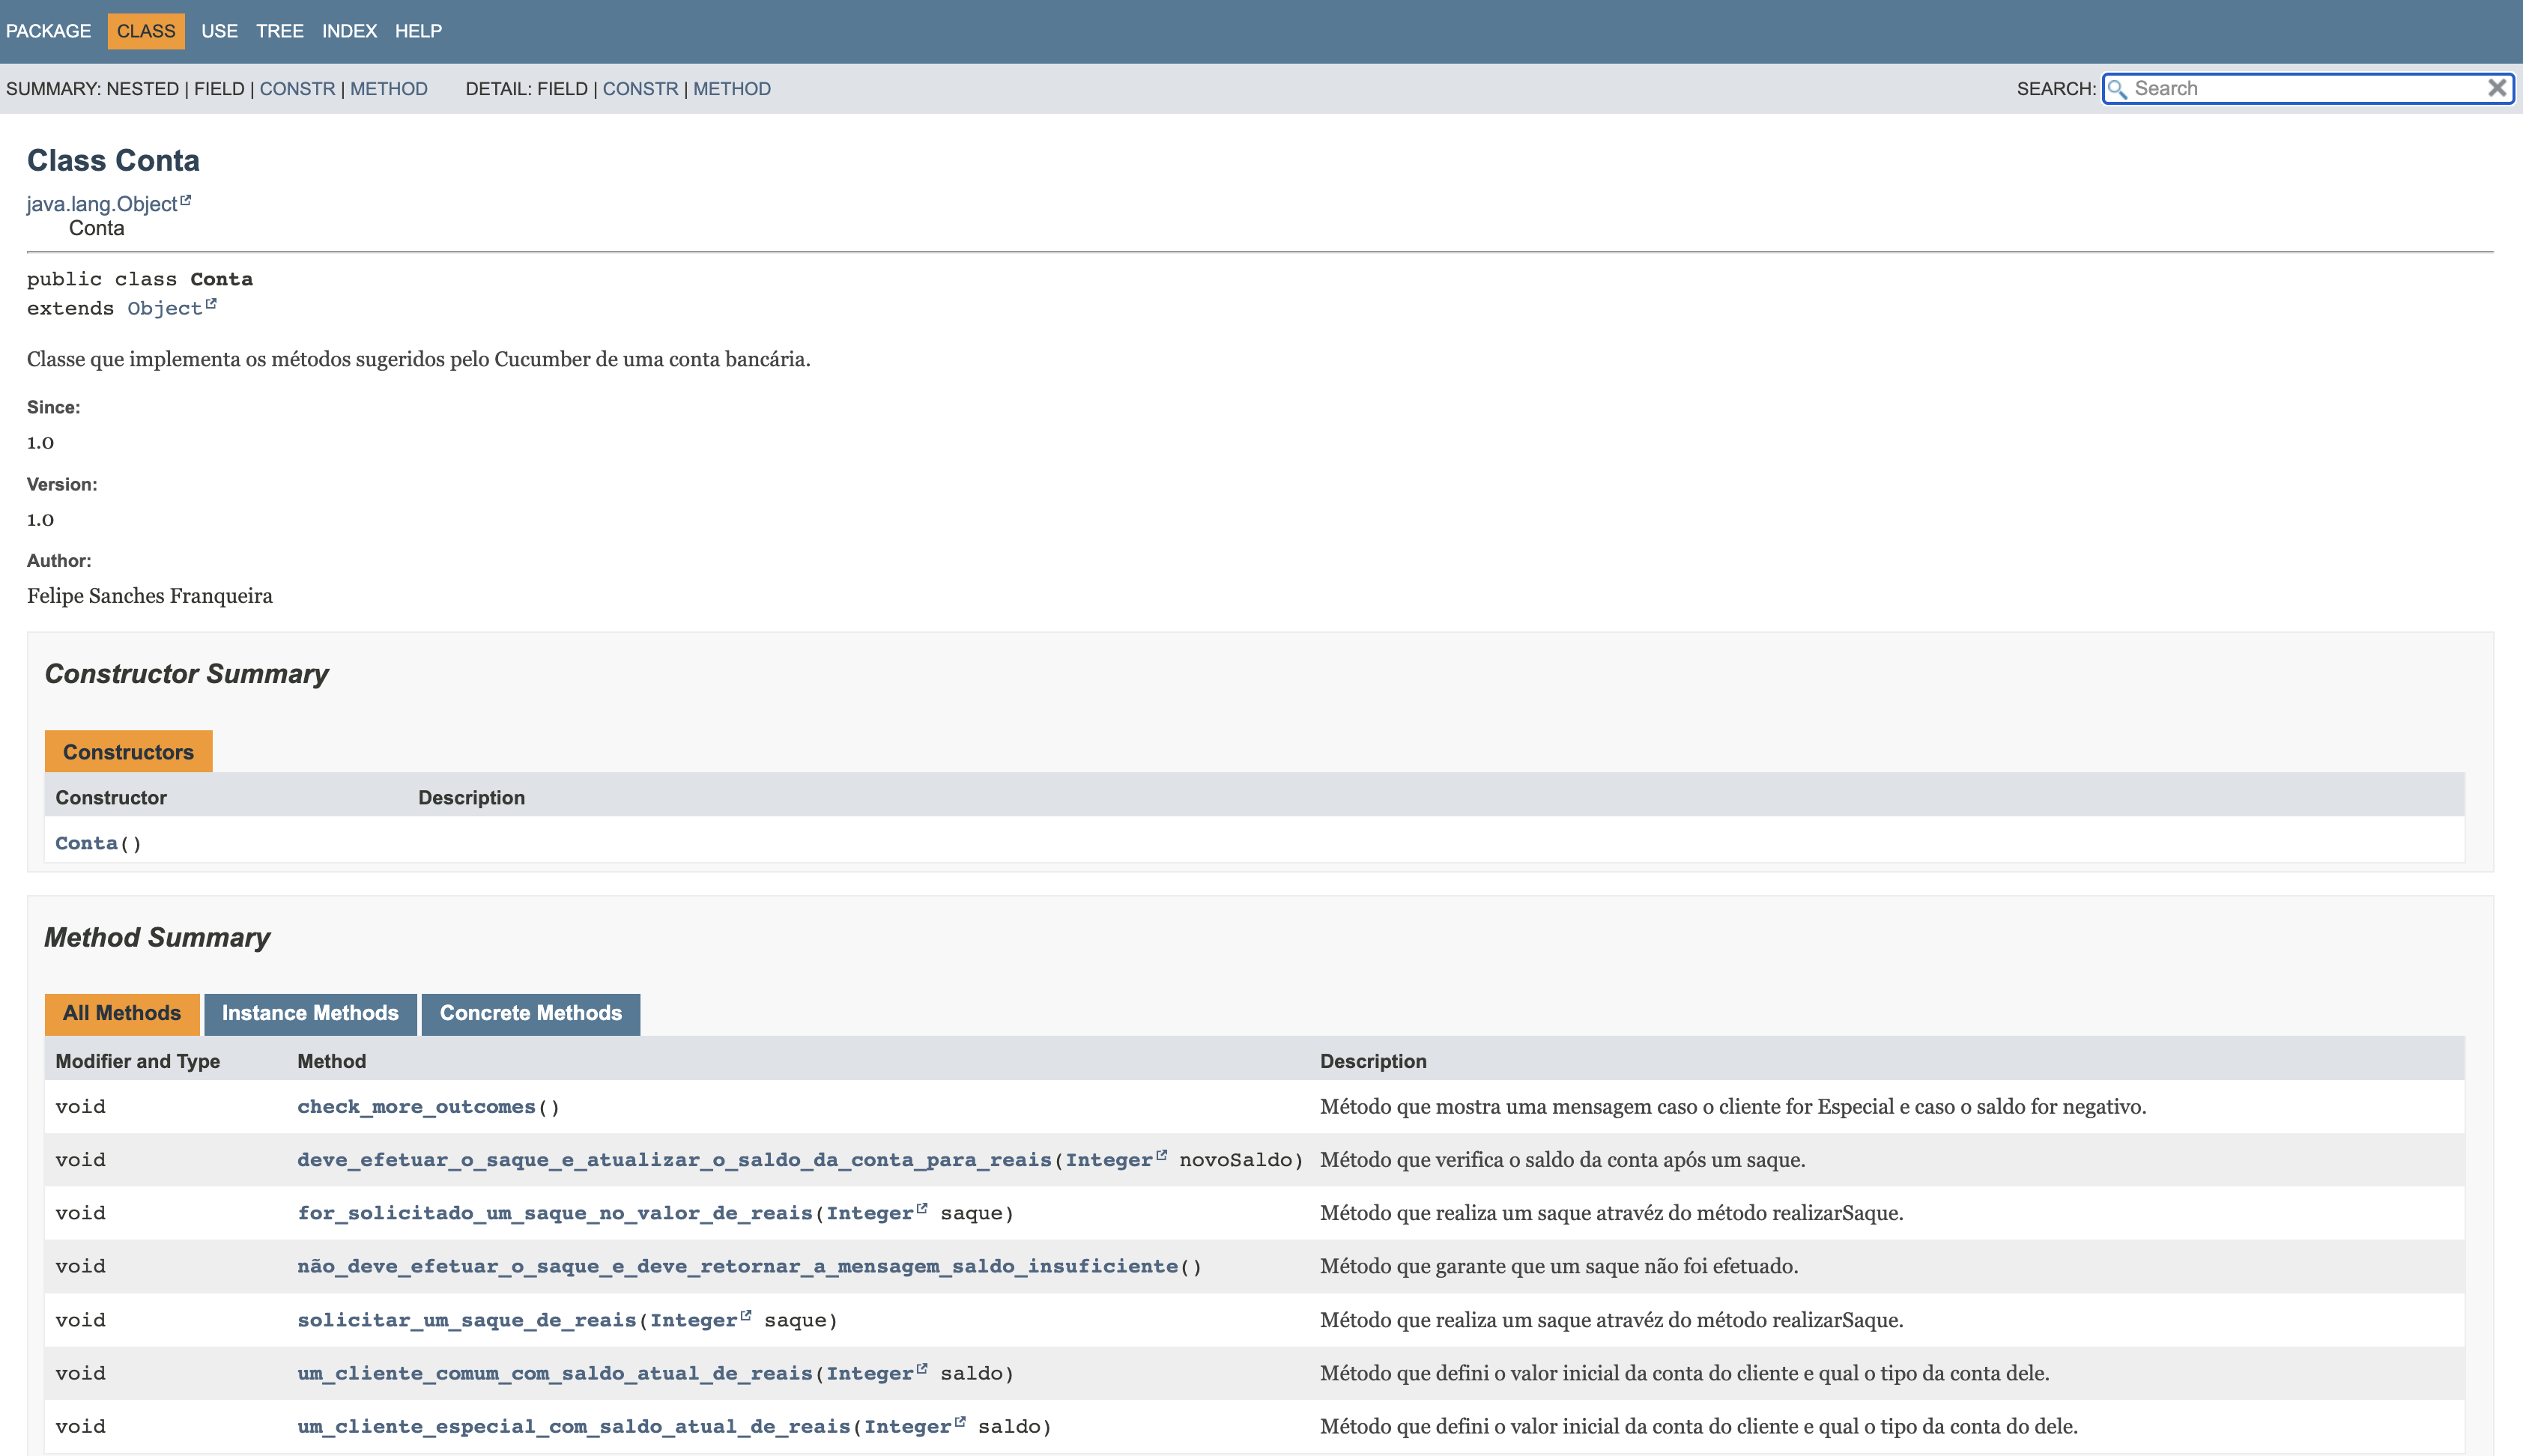 PACKAGE CLASS USE TREE INDEX HELP
SUMMARY: NESTED | FIELD | CONSTR | METHOD DETAIL: FIELD | CONSTR | METHOD SEARCH: Search
Class Conta
java.lang.Object
Conta
public class Conta
extends Object
Classe que implementa os métodos sugeridos pelo Cucumber de uma conta bancária.
Since:
1.0
Version:
1.0
Author:
Felipe Sanches Franqueira
Constructor Summary
Constructors
Constructor Description
Conta()
Method Summary
All Methods Instance Methods Concrete Methods
Modifier and Type Method Description
void check_more_outcomes() Método que mostra uma mensagem caso o cliente for Especial e caso o saldo for negativo.
void deve_efetuar_o_saque_e_atualizar_o_saldo_da_conta_para_reais(Integer novoSaldo) Método que verifica o saldo da conta após um saque.
void for_solicitado_um_saque_no_valor_de_reais(Integer saque) Método que realiza um saque atravéz do método realizarSaque.
void não_deve_efetuar_o_saque_e_deve_retornar_a_mensagem_saldo_insuficiente() Método que garante que um saque não foi efetuado.
void solicitar_um_saque_de_reais(Integer saque) Método que realiza um saque atravéz do método realizarSaque.
void um_cliente_comum_com_saldo_atual_de_reais(Integer saldo) Método que defini o valor inicial da conta do cliente e qual o tipo da conta dele.
void um_cliente_especial_com_saldo_atual_de_reais(Integer saldo) Método que defini o valor inicial da conta do cliente e qual o tipo da conta do dele.